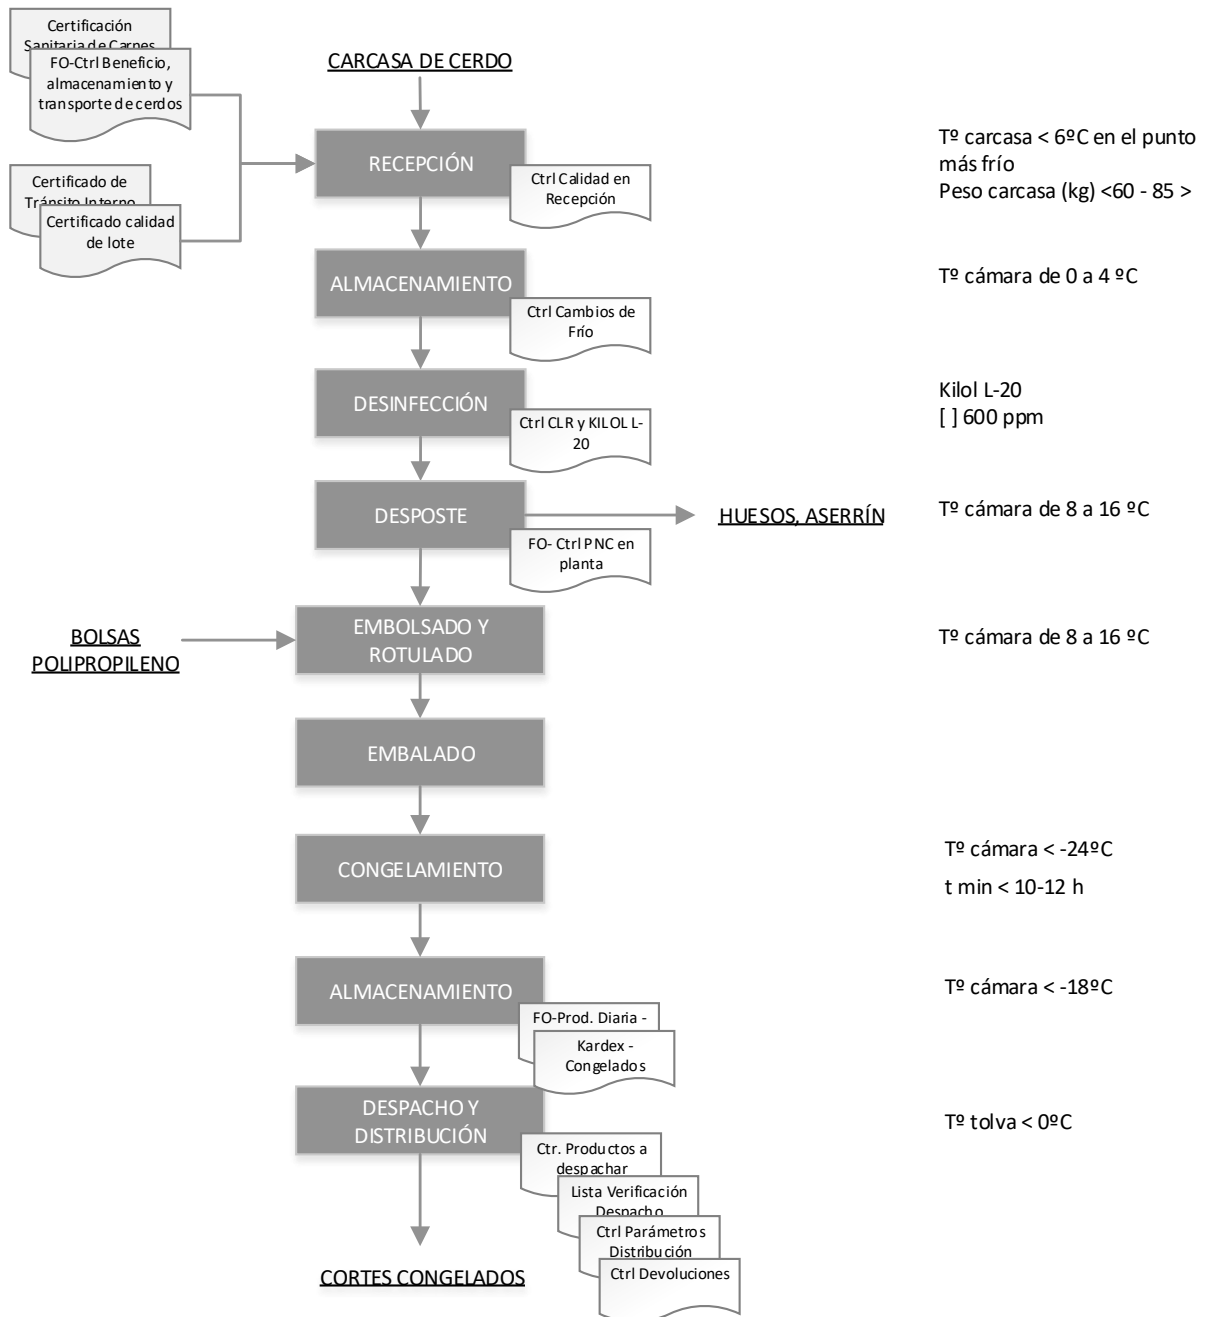 Certificación
Sanitaria de Carnes
FO-Ctrl Beneficio,
almacenamiento y
transporte de cerdos
Certificado de
Tránsito Interno
Certificado calidad
de lote
CARCASA DE CERDO
RECEPCIÓN
Ctrl Calidad en
Recepción
Tº carcasa < 6ºC en el punto
más frío
Peso carcasa (kg) <60 - 85 >
ALMACENAMIENTO
Ctrl Cambios de
Frío
Tº cámara de 0 a 4 ºC
DESINFECCIÓN
Ctrl CLR y KILOL L-
20
Kilol L-20
[ ] 600 ppm
DESPOSTE
FO- Ctrl PNC en
planta
HUESOS, ASERRÍN
Tº cámara de 8 a 16 ºC
BOLSAS
POLIPROPILENO
EMBOLSADO Y
ROTULADO
Tº cámara de 8 a 16 ºC
EMBALADO
CONGELAMIENTO
Tº cámara < -24ºC
t min < 10-12 h
ALMACENAMIENTO
FO-Prod. Diaria -
Kardex -
Congelados
Tº cámara < -18ºC
DESPACHO Y
DISTRIBUCIÓN
Tº tolva < 0ºC
Ctr. Productos a
despachar
Lista Verificación
Despacho
Ctrl Parámetros
Distribución
Ctrl Devoluciones
CORTES CONGELADOS